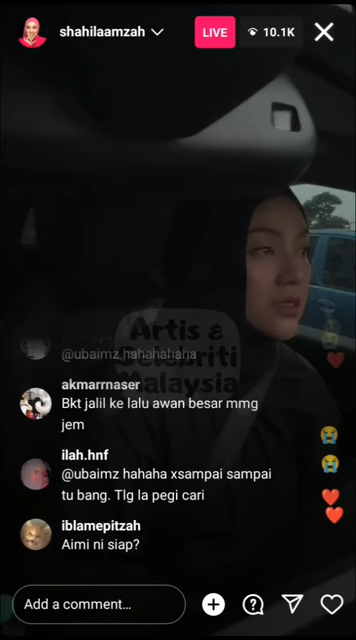 shahilaamzah
LIVE
10.1K
Artis &
Selebriti
Malaysia
@ubaimz hahahahaha
akmarrnaser
Bkt jalil ke lalu awan besar mmg
jem
ilah.hnf
@ubaimz hahaha xsampai sampai
tu bang. Tlg la pegi cari
iblamepitzah
Aimi ni siap?
Add a comment...